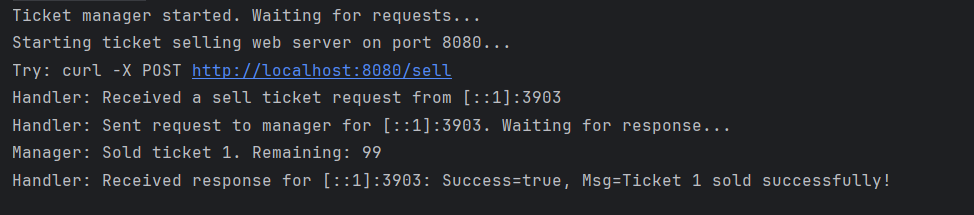 Ticket manager started. Waiting for requests...
Starting ticket selling web server on port 8080...
Try: curl -X POST http://localhost:8080/sell
Handler: Received a sell ticket request from [::1]:3903
Handler: Sent request to manager for [::1]:3903. Waiting for response...
Manager: Sold ticket 1. Remaining: 99
Handler: Received response for [::1]:3903: Success=true, Msg=Ticket 1 sold successfully!